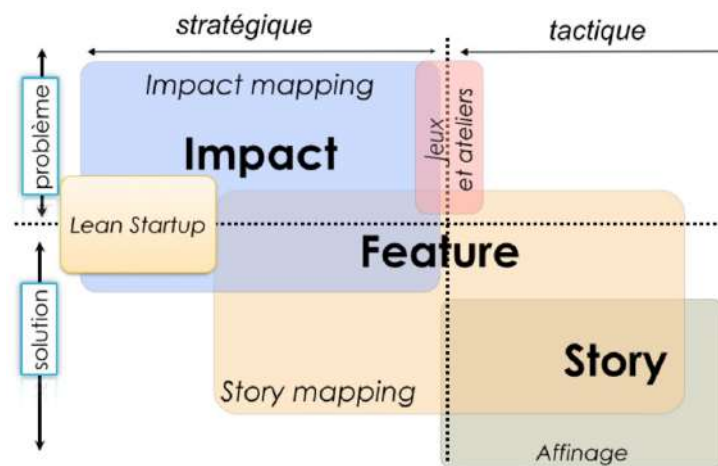 stratégique
tactique
problème
Impact mapping
Impact
Jeux
et ateliers
Lean Startup
Feature
solution
Story
Story mapping
Affinage